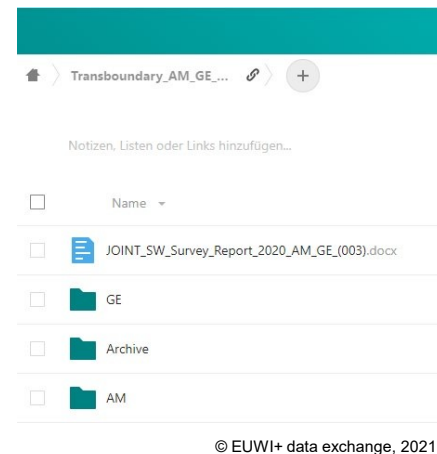 Transboundary_AM_GE_...
Notizen, Listen oder Links hinzufügen...
Name
JOINT_SW_Survey_Report_2020_AM_GE_(003).docx
GE
Archive
AM
© EUWI+ data exchange, 2021